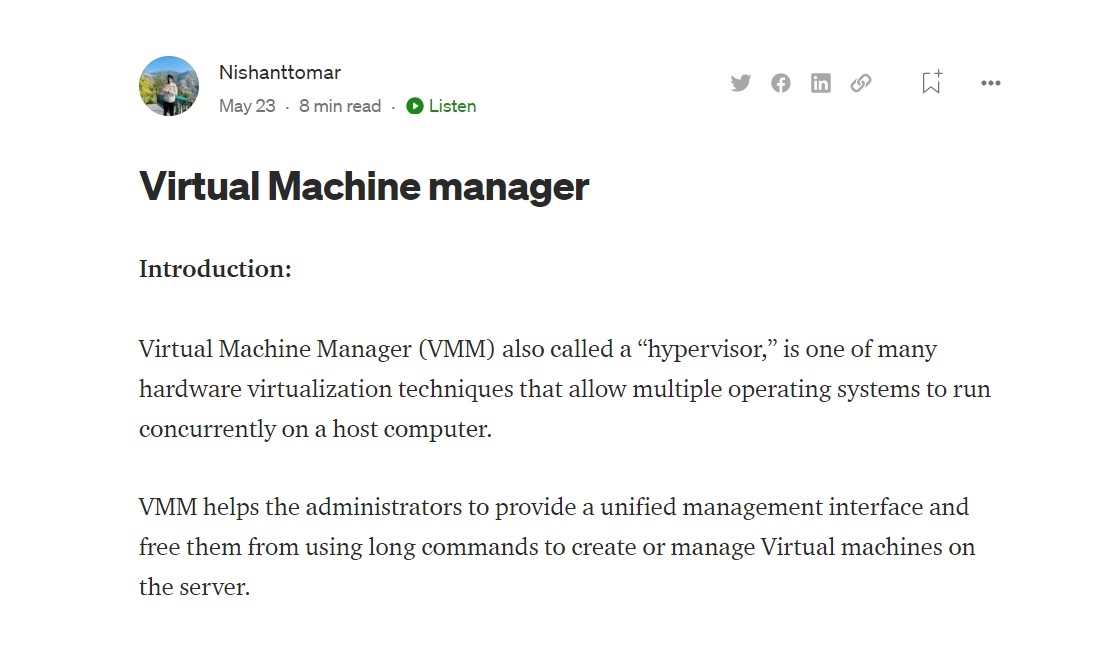 Nishanttomar
May 23 · 8 min read · Listen
Virtual Machine manager
Introduction:
Virtual Machine Manager (VMM) also called a “hypervisor,” is one of many
hardware virtualization techniques that allow multiple operating systems to run
concurrently on a host computer.
VMM helps the administrators to provide a unified management interface and
free them from using long commands to create or manage Virtual machines on
the server.